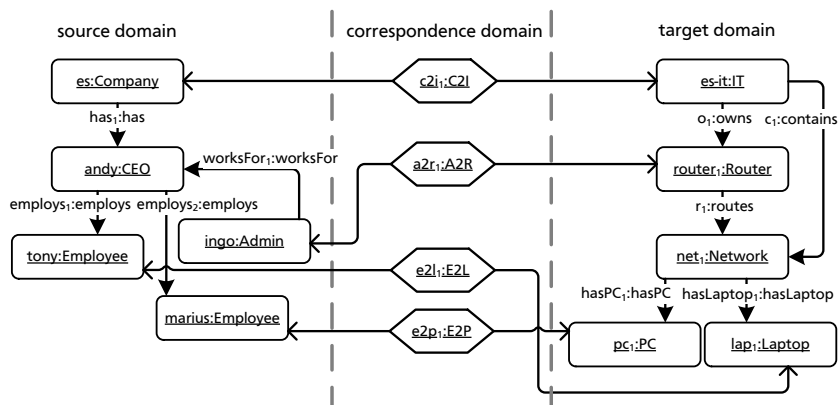 source domain
correspondence domain
target domain
es:Company
c2i₁:C2I
es-it:IT
has₁:has
o₁:owns
c₁:contains
andy:CEO
worksFor₁:worksFor
a2r₁:A2R
router₁:Router
employs₁:employs
employs₂:employs
r₁:routes
ingo:Admin
tony:Employee
e2l₁:E2L
net₁:Network
hasPC₁:hasPC
hasLaptop₁:hasLaptop
marius:Employee
e2p₁:E2P
pc₁:PC
lap₁:Laptop